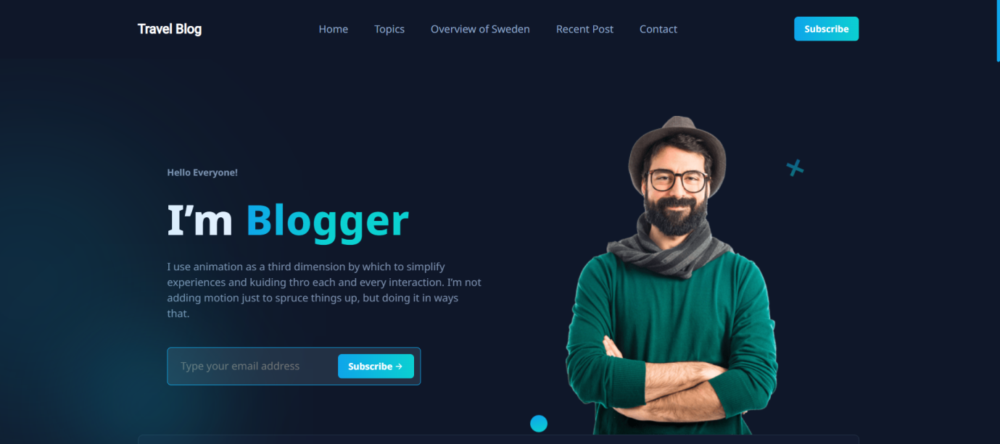 Travel Blog
Home
Topics
Overview of Sweden
Recent Post
Contact
Subscribe
Hello Everyone!
I'm Blogger
I use animation as a third dimension by which to simplify
experiences and kuiding thro each and every interaction. I'm not
adding motion just to spruce things up, but doing it in ways
that.
Type your email address
Subscribe →